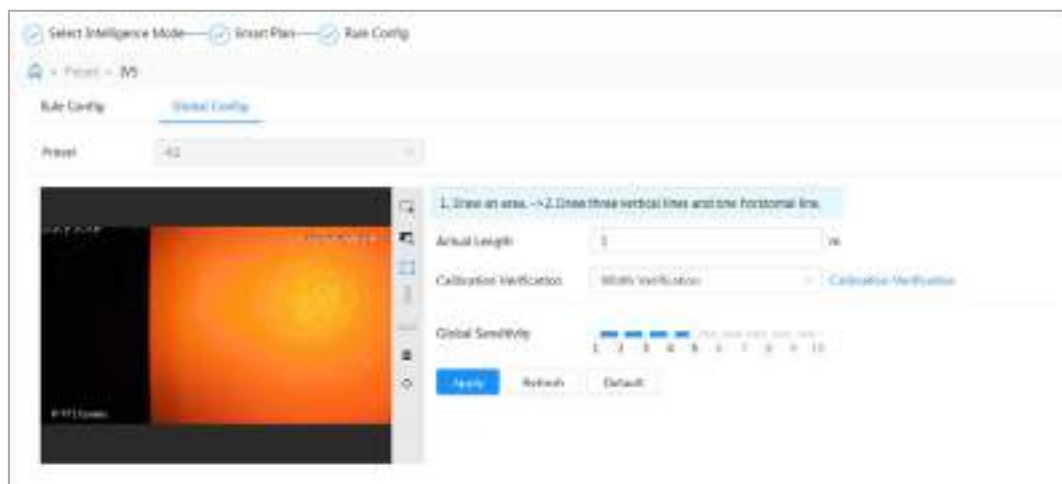 Select Intelligence Mode Smart Plan Rule Config
> Preset > IVS
Rule Config Global Config
Preset
1. Draw an area. -->2.Draw three vertical lines and one horizontal line.
Actual Length m
Calibration Verification Width Verification Calibration Verification
Global Sensitivity
1 2 3 4 5 6 7 8 9 10
Apply Refresh Default